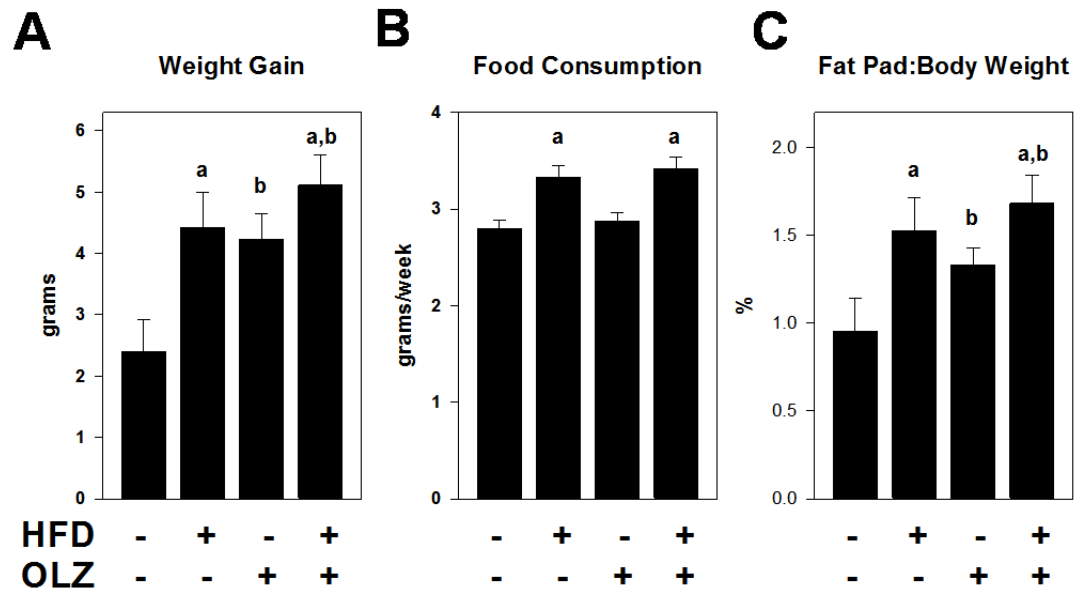 A
Weight Gain
grams
6
5
4
3
2
1
0
a
b
a,b
B
Food Consumption
grams/week
4
3
2
1
0
a
a
C
Fat Pad:Body Weight
%
2.0
1.5
1.0
0.5
0.0
a
b
a,b
HFD - + - + - + - + - + - +
OLZ - - + + - - + + - - + +